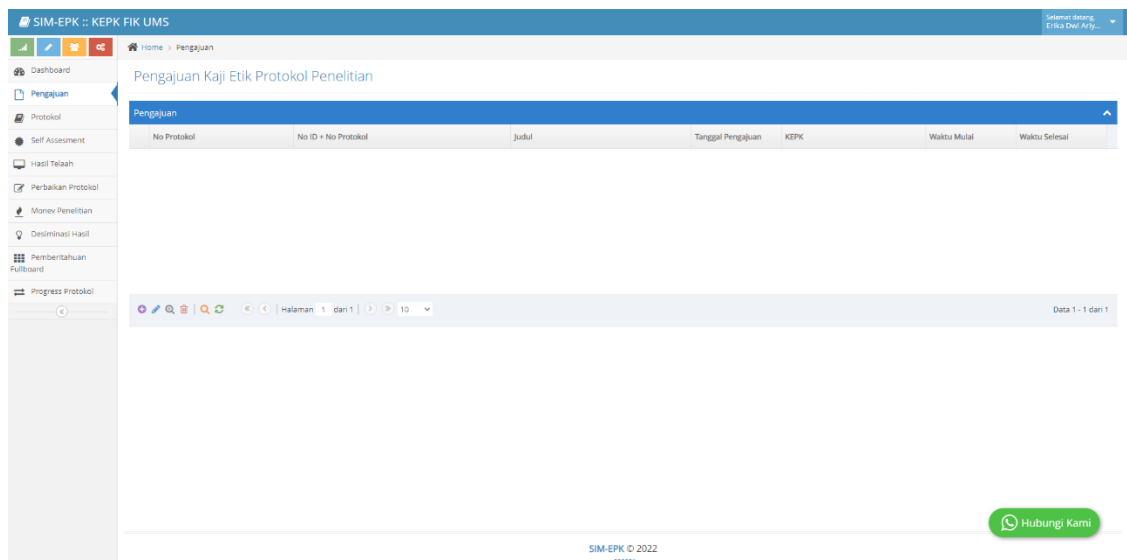 SIM-EPK :: KEPK FIK UMS
Selamat datang,
Erika Dwi Ariy...
Home > Pengajuan
Dashboard
Pengajuan
Protokol
Self Assesment
Hasil Telaah
Perbaikan Protokol
Monev Penelitian
Desiminasi Hasil
Pemberitahuan
Fullboard
Progress Protokol
Pengajuan Kaji Etik Protokol Penelitian
Pengajuan
No Protokol No ID + No Protokol Judul Tanggal Pengajuan KEPK Waktu Mulai Waktu Selesai
Halaman 1 dari 1 10 Data 1 - 1 dari 1
Hubungi Kami
SIM-EPK © 2022